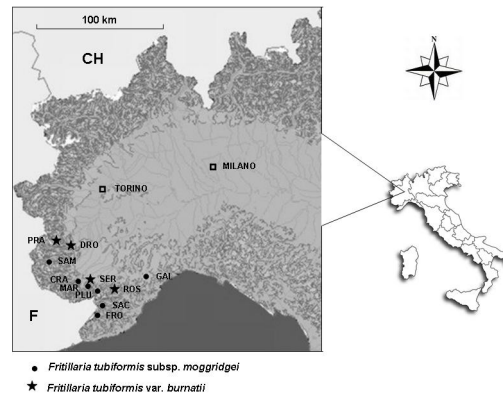 100 km
CH
N
MILANO
TORINO
PRA
DRO
SAM
CRA
SER
GAL
MAR
PLU
ROS
SAC
FRO
F
Fritillaria tubiformis subsp. moggridgei
Fritillaria tubiformis var. burnatii